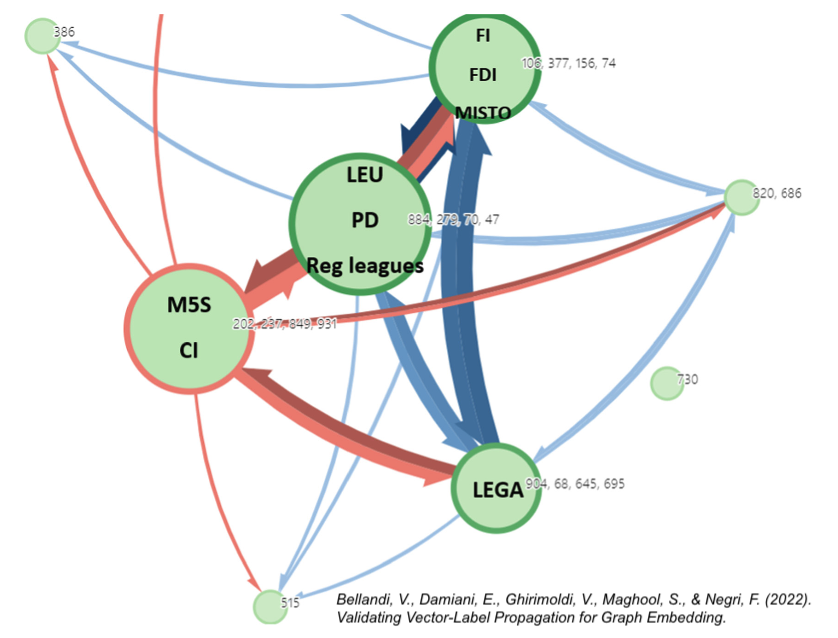 386
FI
FDI
MISTO
106, 377, 156, 74
LEU
PD
Reg leagues
884, 279, 70, 47
820, 686
M5S
CI
202, 237, 849, 931
730
LEGA
904, 68, 645, 695
515
Bellandi, V., Damiani, E., Ghirimoldi, V., Maghool, S., & Negri, F. (2022).
Validating Vector-Label Propagation for Graph Embedding.